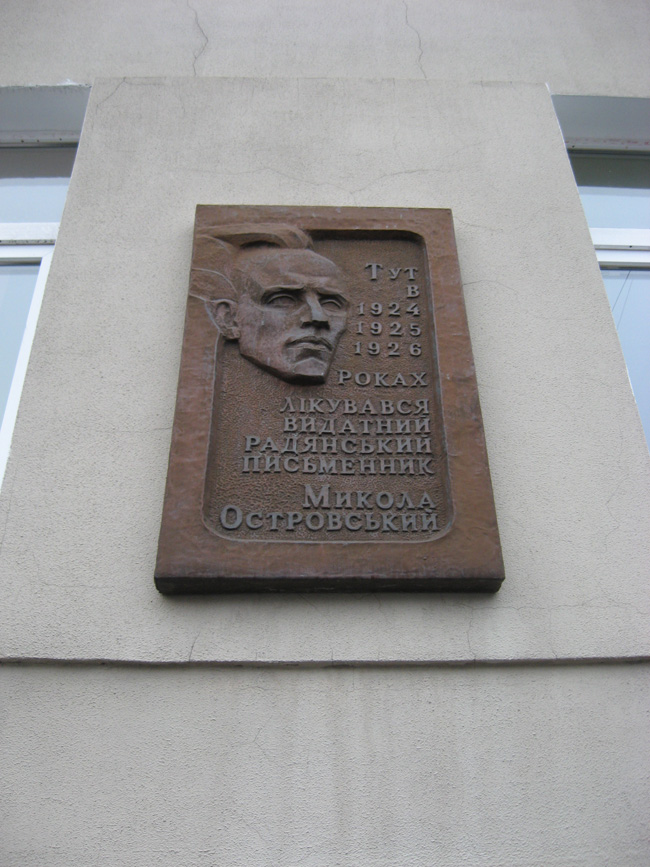 Тут
в
1924
1925
1926
роках
лікувався
видатний
радянський
письменник
Микола
Островський